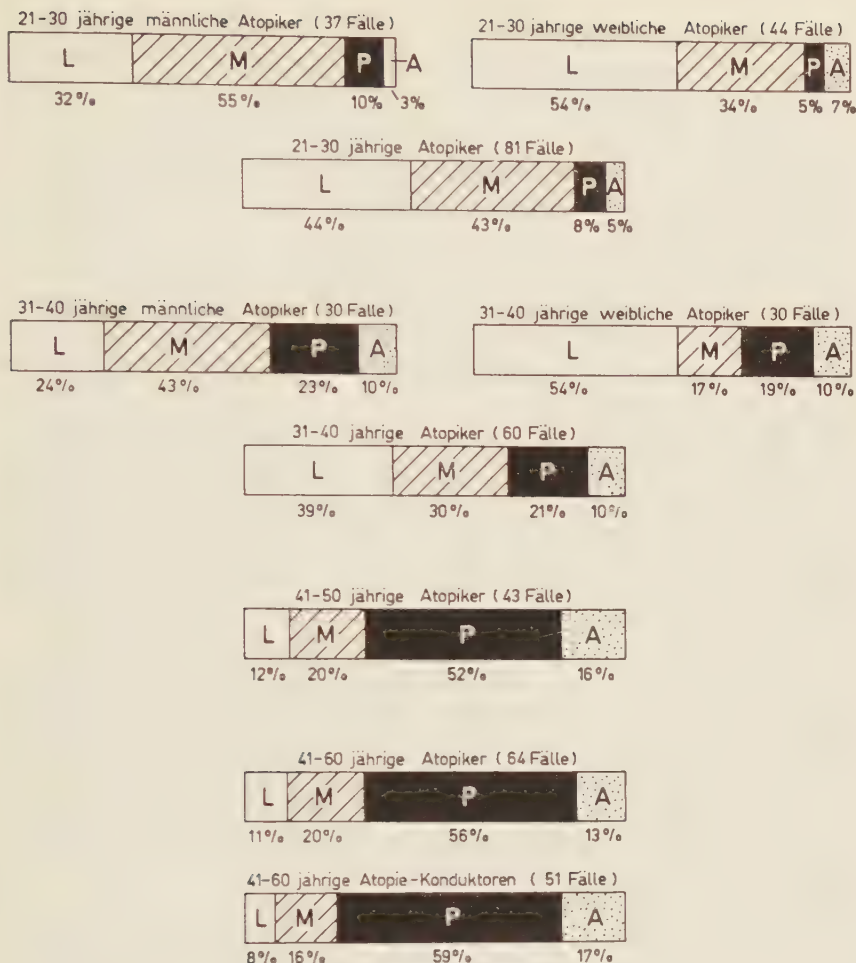 21-30 jährige männliche Atopiker (37 Fälle)
L M P A
32% 55% 10% 3%
21-30 jährige weibliche Atopiker (44 Fälle)
L M P A
54% 34% 5% 7%
21-30 jährige Atopiker (81 Fälle)
L M P A
44% 43% 8% 5%
31-40 jährige männliche Atopiker (30 Fälle)
L M P A
24% 43% 23% 10%
31-40 jährige weibliche Atopiker (30 Fälle)
L M P A
54% 17% 19% 10%
31-40 jahrige Atopiker (60 Fälle)
L M P A
39% 30% 21% 10%
41-50 jährige Atopiker (43 Fälle)
L M P A
12% 20% 52% 16%
41-60 jährige Atopiker (64 Fälle)
L M P A
11% 20% 56% 13%
41-60 jährige Atopie-Konduktoren (51 Fälle)
L M P A
8% 16% 59% 17%